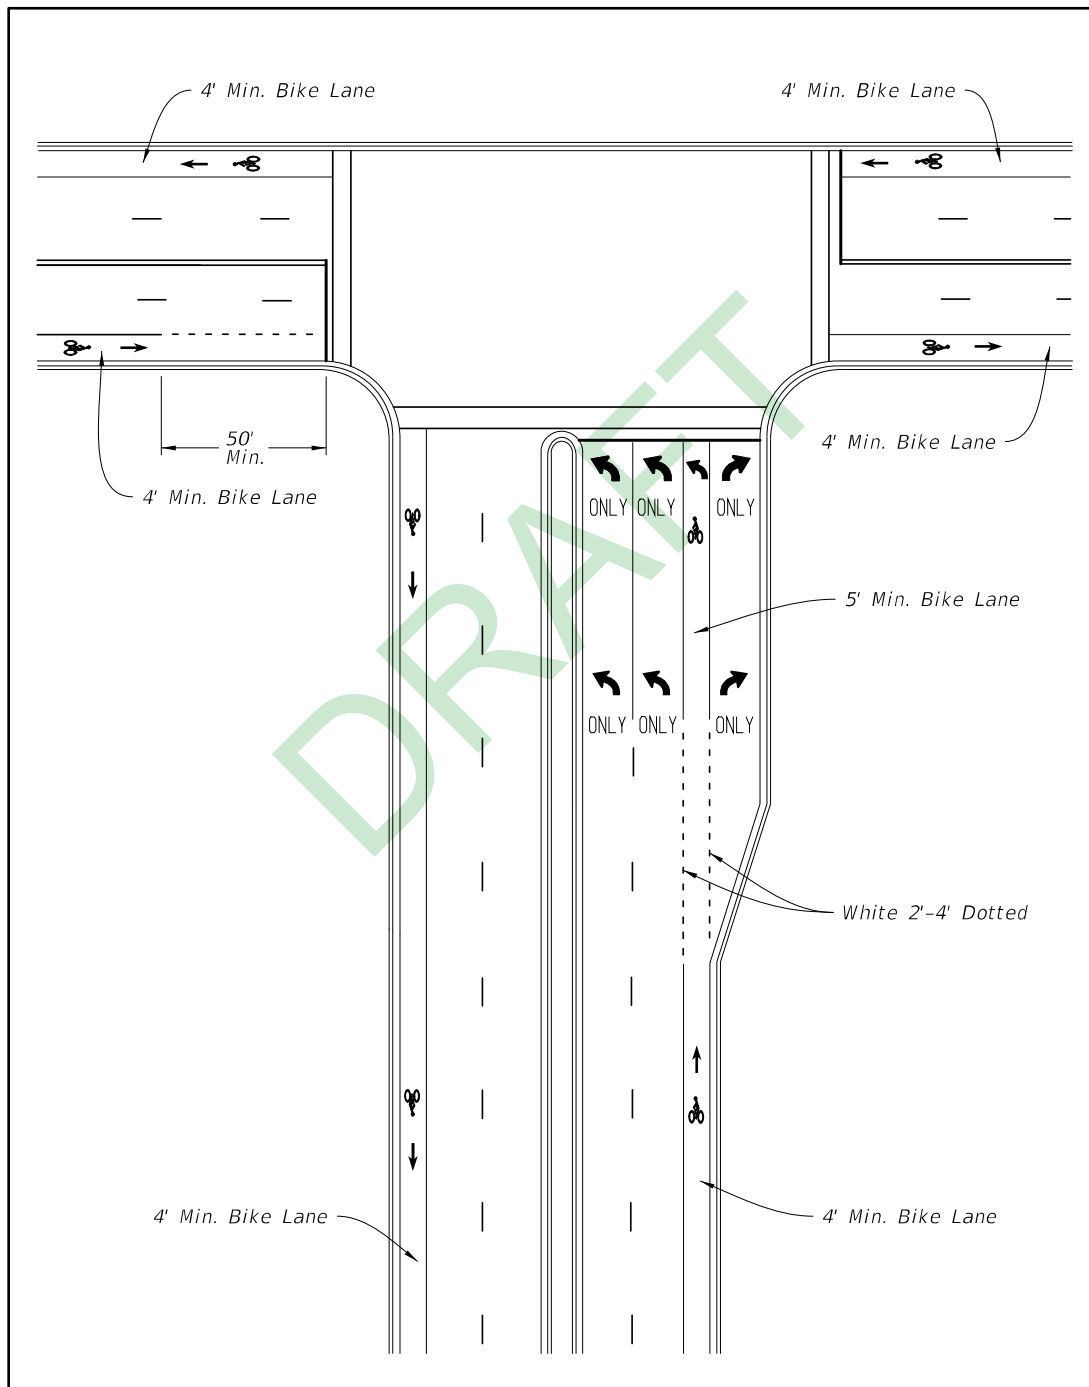 4' Min. Bike Lane
4' Min. Bike Lane
50'
Min.
4' Min. Bike Lane
4' Min. Bike Lane
ONLY ONLY ONLY
5' Min. Bike Lane
ONLY ONLY ONLY
White 2'-4' Dotted
4' Min. Bike Lane
4' Min. Bike Lane
DRAFT